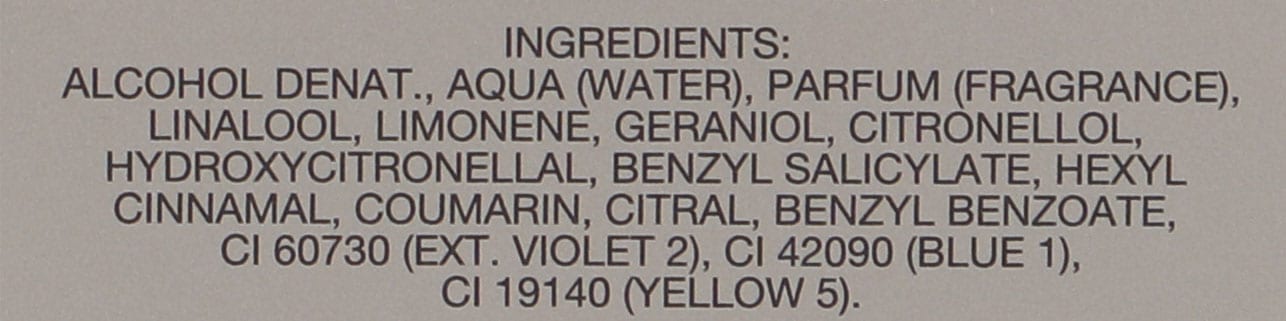 INGREDIENTS:
ALCOHOL DENAT., AQUA (WATER), PARFUM (FRAGRANCE),
LINALOOL, LIMONENE, GERANIOL, CITRONELLOL,
HYDROXYCITRONELLAL, BENZYL SALICYLATE, HEXYL
CINNAMAL, COUMARIN, CITRAL, BENZYL BENZOATE,
CI 60730 (EXT. VIOLET 2), CI 42090 (BLUE 1),
CI 19140 (YELLOW 5).